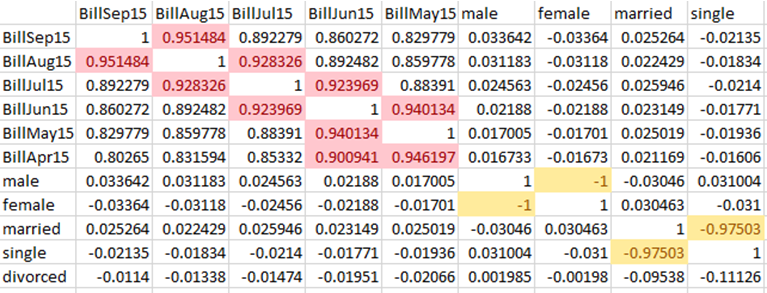 BillSep15 BillAug15 BillJul15 BillJun15 BillMay15 male female married single
BillSep15 1 0.951484 0.892279 0.860272 0.829779 0.033642 -0.03364 0.025264 -0.02135
BillAug15 0.951484 1 0.928326 0.892482 0.859778 0.031183 -0.03118 0.022429 -0.01834
BillJul15 0.892279 0.928326 1 0.923969 0.88391 0.024563 -0.02456 0.025946 -0.0214
BillJun15 0.860272 0.892482 0.923969 1 0.940134 0.02188 -0.02188 0.023149 -0.01771
BillMay15 0.829779 0.859778 0.88391 0.940134 1 0.017005 -0.01701 0.025019 -0.01936
BillApr15 0.80265 0.831594 0.85332 0.900941 0.946197 0.016733 -0.01673 0.021169 -0.01606
male 0.033642 0.031183 0.024563 0.02188 0.017005 1 -1 -0.03046 0.031004
female -0.03364 -0.03118 -0.02456 -0.02188 -0.01701 -1 1 0.030463 -0.031
married 0.025264 0.022429 0.025946 0.023149 0.025019 -0.03046 0.030463 1 -0.97503
single -0.02135 -0.01834 -0.0214 -0.01771 -0.01936 0.031004 -0.031 -0.97503 1
divorced -0.0114 -0.01338 -0.01474 -0.01951 -0.02066 0.001985 -0.00198 -0.09538 -0.11126